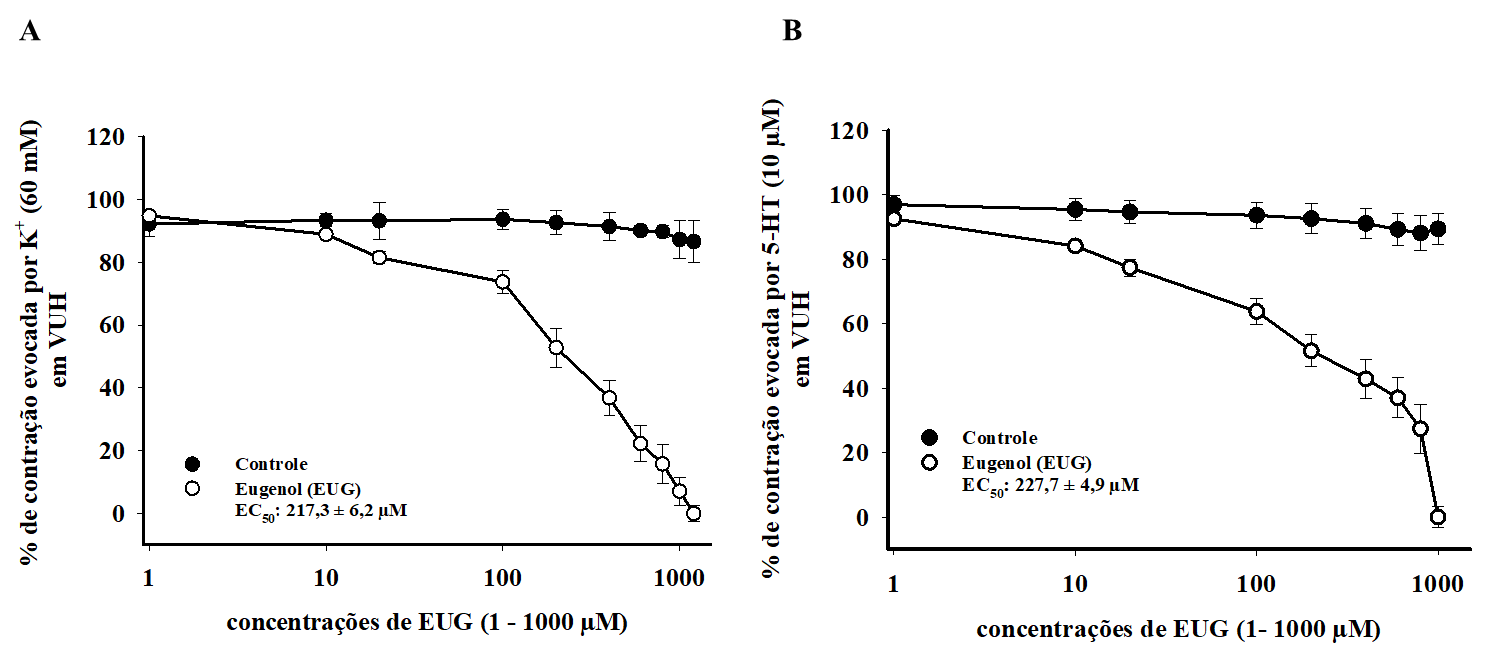 A
% de contração evocada por K+ (60 mM)
em VUH
120
100
80
60
40
20
0
Controle
Eugenol (EUG)
EC50: 217,3 ± 6,2 µM
1
10
100
1000
concentrações de EUG (1 - 1000 µM)
B
% de contração evocada por 5-HT (10 µM)
em VUH
120
100
80
60
40
20
0
Controle
Eugenol (EUG)
EC50: 227,7 ± 4,9 µM
1
10
100
1000
concentrações de EUG (1- 1000 µM)